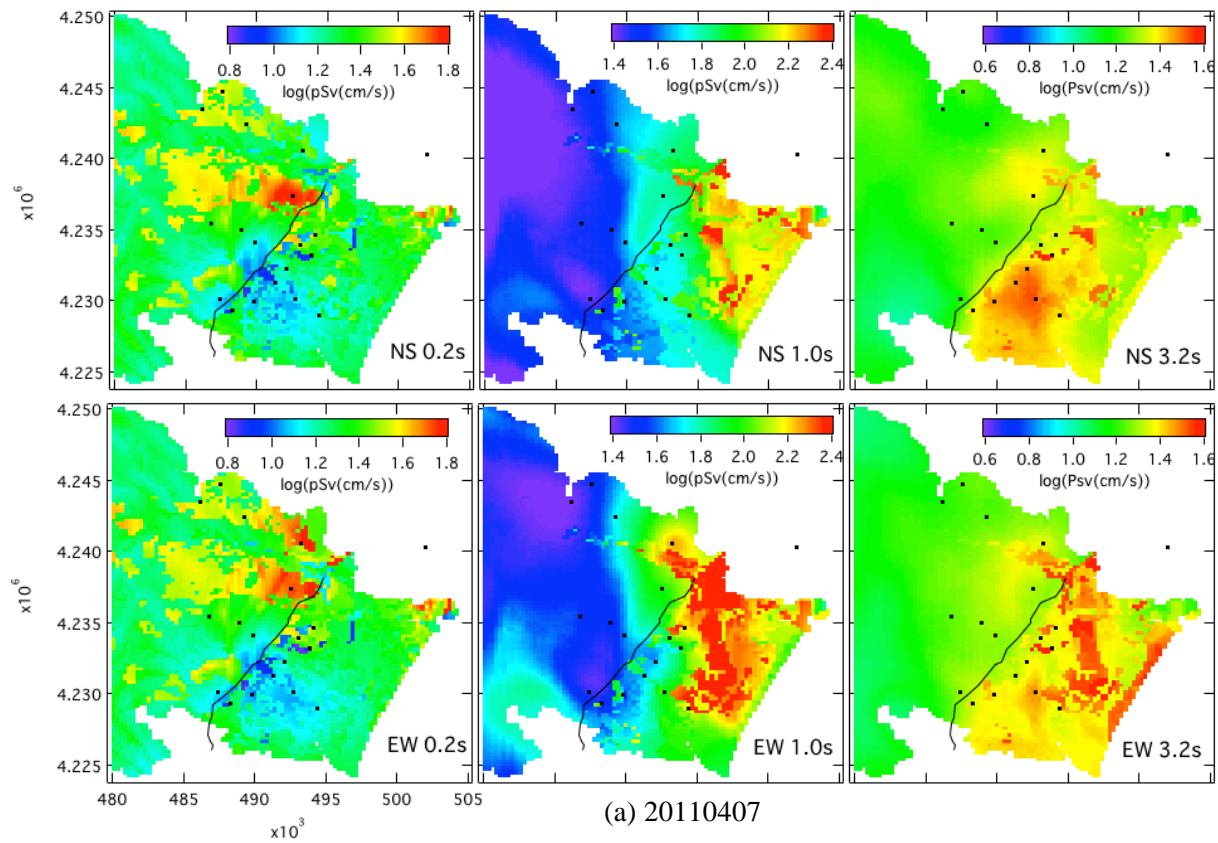 4.250
4.245
4.240
4.235
4.230
4.225
x10⁶
0.8 1.0 1.2 1.4 1.6 1.8
log(pSv(cm/s))
NS 0.2s
1.4 1.6 1.8 2.0 2.2 2.4
log(pSv(cm/s))
NS 1.0s
0.6 0.8 1.0 1.2 1.4 1.6
log(Psv(cm/s))
NS 3.2s
4.250
4.245
4.240
4.235
4.230
4.225
x10⁶
0.8 1.0 1.2 1.4 1.6 1.8
log(pSv(cm/s))
EW 0.2s
1.4 1.6 1.8 2.0 2.2 2.4
log(pSv(cm/s))
EW 1.0s
0.6 0.8 1.0 1.2 1.4 1.6
log(Psv(cm/s))
EW 3.2s
480 485 490 495 500 505
x10³
(a) 20110407